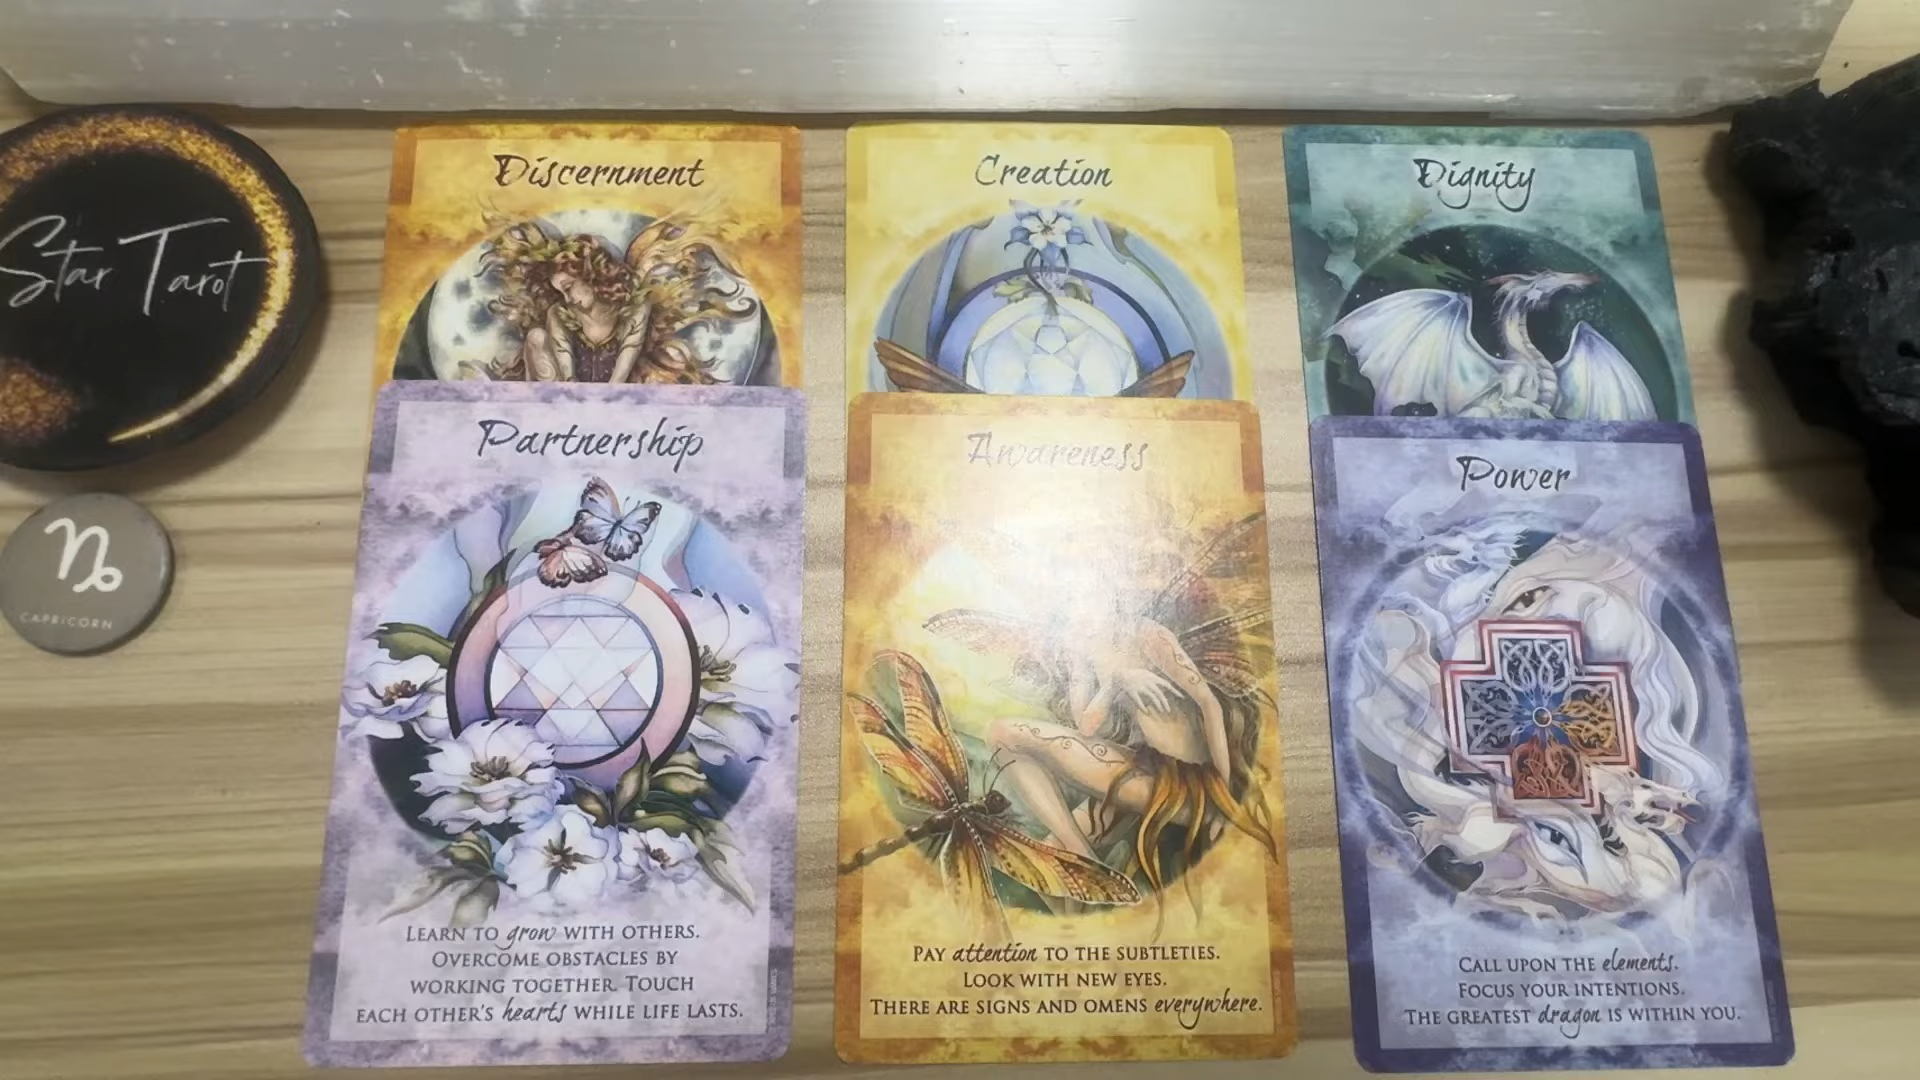 Star Tarot
♑
CAPRICORN
Discernment
Creation
Dignity
Partnership
LEARN TO grow WITH OTHERS.
OVERCOME OBSTACLES BY
WORKING TOGETHER. TOUCH
EACH OTHER'S hearts WHILE LIFE LASTS.
Awareness
PAY attention TO THE SUBTLETIES.
LOOK WITH NEW EYES.
THERE ARE SIGNS AND OMENS everywhere.
Power
CALL UPON THE elements.
FOCUS YOUR INTENTIONS.
THE GREATEST dragon IS WITHIN YOU.